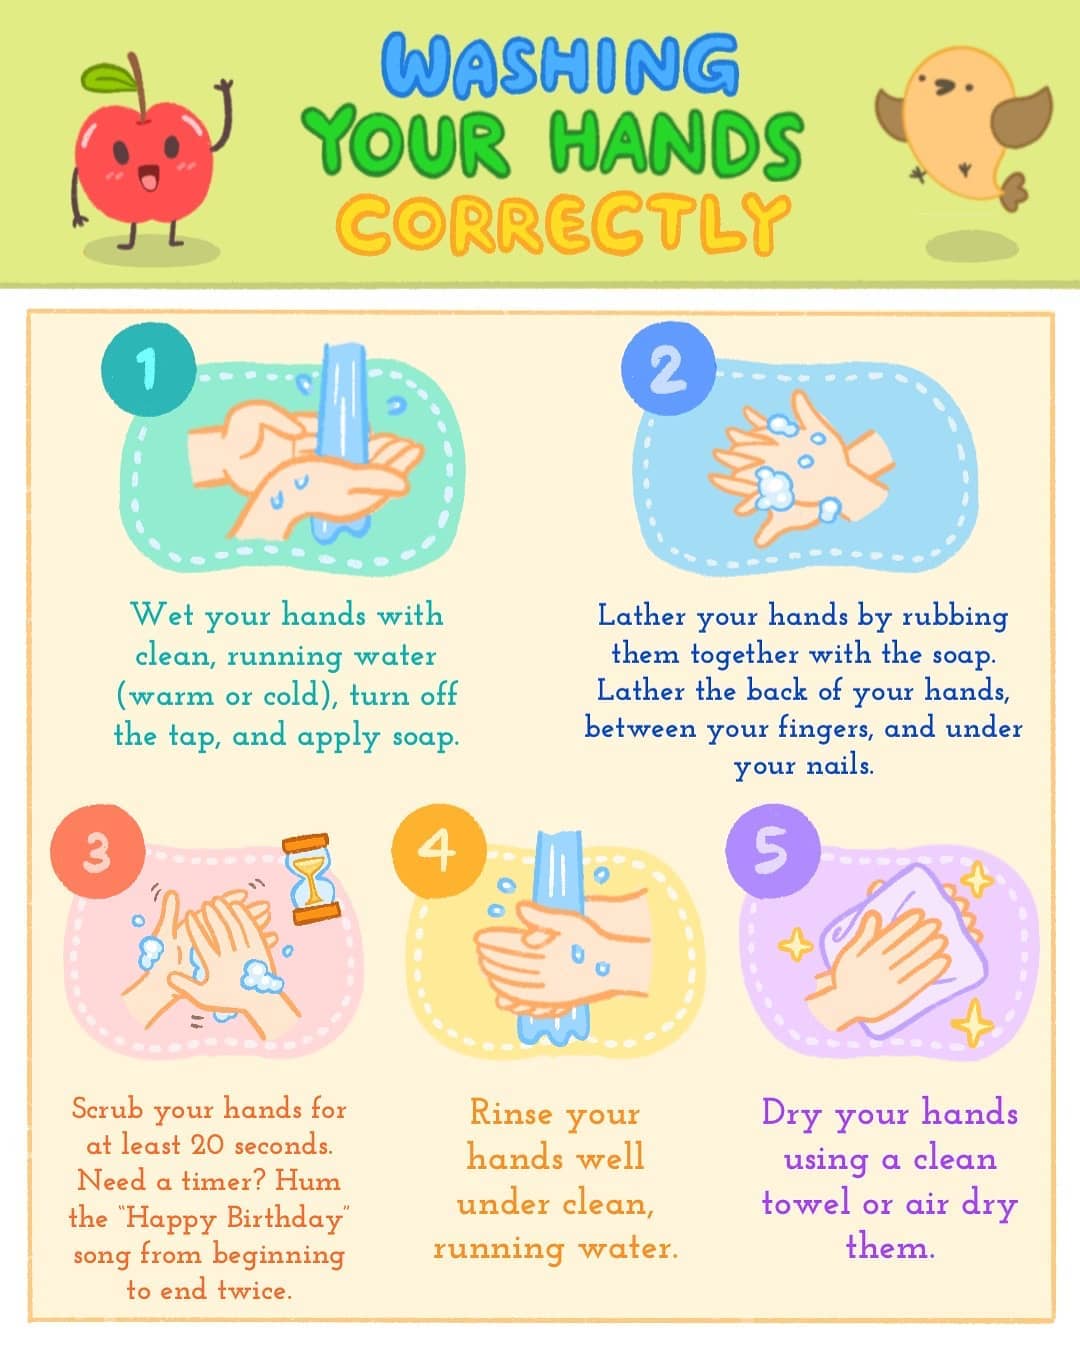 WASHING
YOUR HANDS
CORRECTLY
1
Wet your hands with
clean, running water
(warm or cold), turn off
the tap, and apply soap.
2
Lather your hands by rubbing
them together with the soap.
Lather the back of your hands,
between your fingers, and under
your nails.
3
Scrub your hands for
at least 20 seconds.
Need a timer? Hum
the “Happy Birthday”
song from beginning
to end twice.
4
Rinse your
hands well
under clean,
running water.
5
Dry your hands
using a clean
towel or air dry
them.